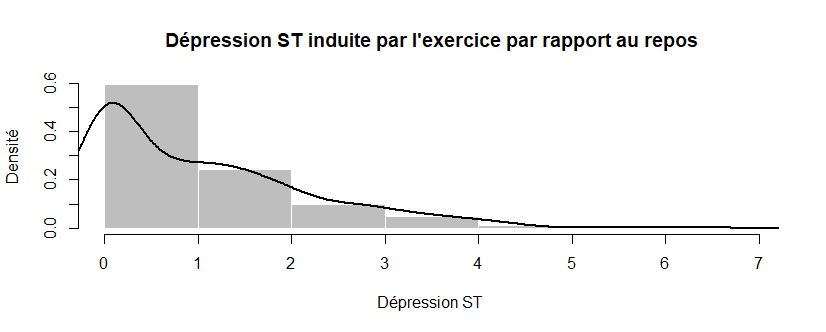 Dépression ST induite par l'exercice par rapport au repos
Densité
0.6
0.4
0.2
0.0
0 1 2 3 4 5 6 7
Dépression ST